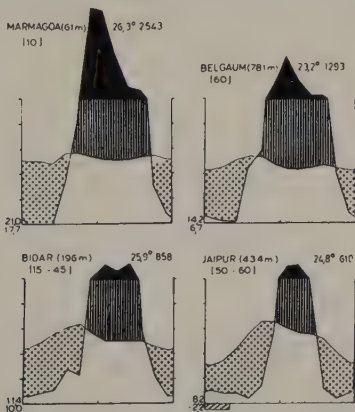 MARMAGOA (61m) 26,3° 2543
[10]
21.0
17.7
BELGAUM (781m) 23,2° 1293
[60]
14.2
6.7
BIDAR (196m) 25,9° 858
[15 - 45]
11.4
10.0
JAIPUR (434m) 24,8° 610
[50 - 60]
8.2
-2.2